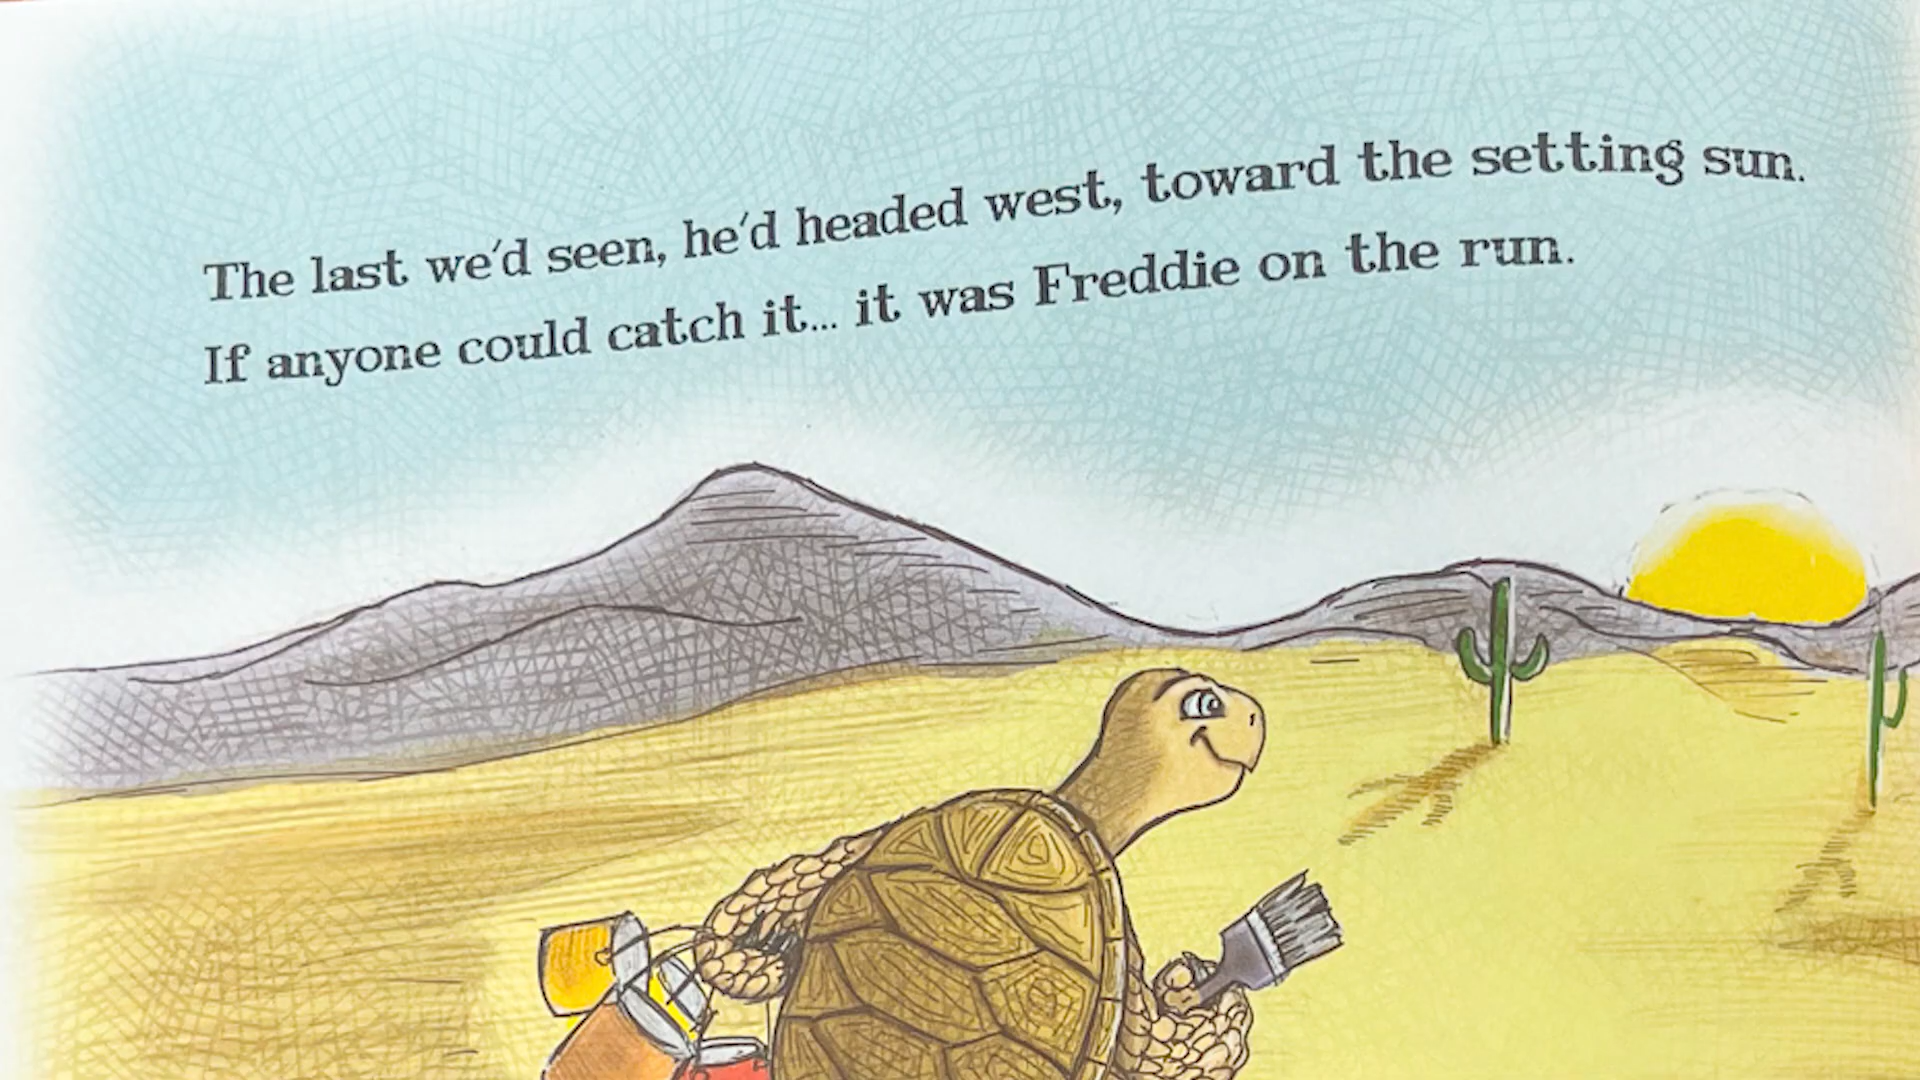 The last we'd seen, he'd headed west, toward the setting sun.
If anyone could catch it... it was Freddie on the run.